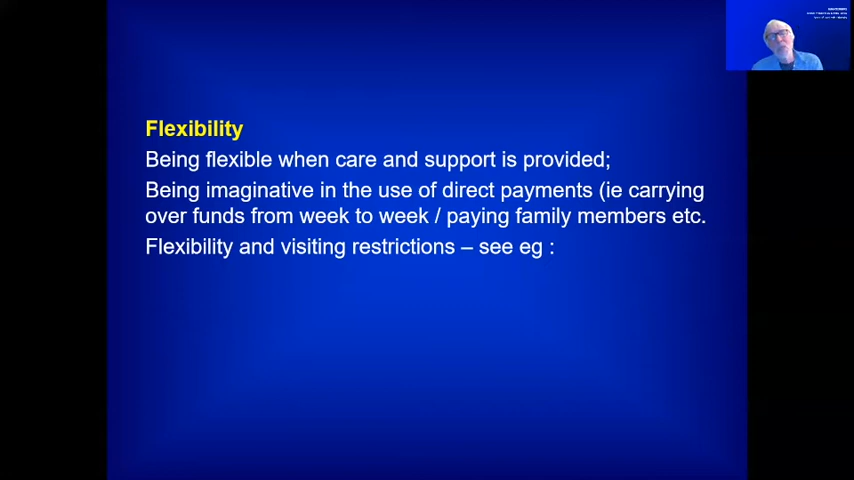 Flexibility
Being flexible when care and support is provided;
Being imaginative in the use of direct payments (ie carrying
over funds from week to week / paying family members etc.
Flexibility and visiting restrictions – see eg :